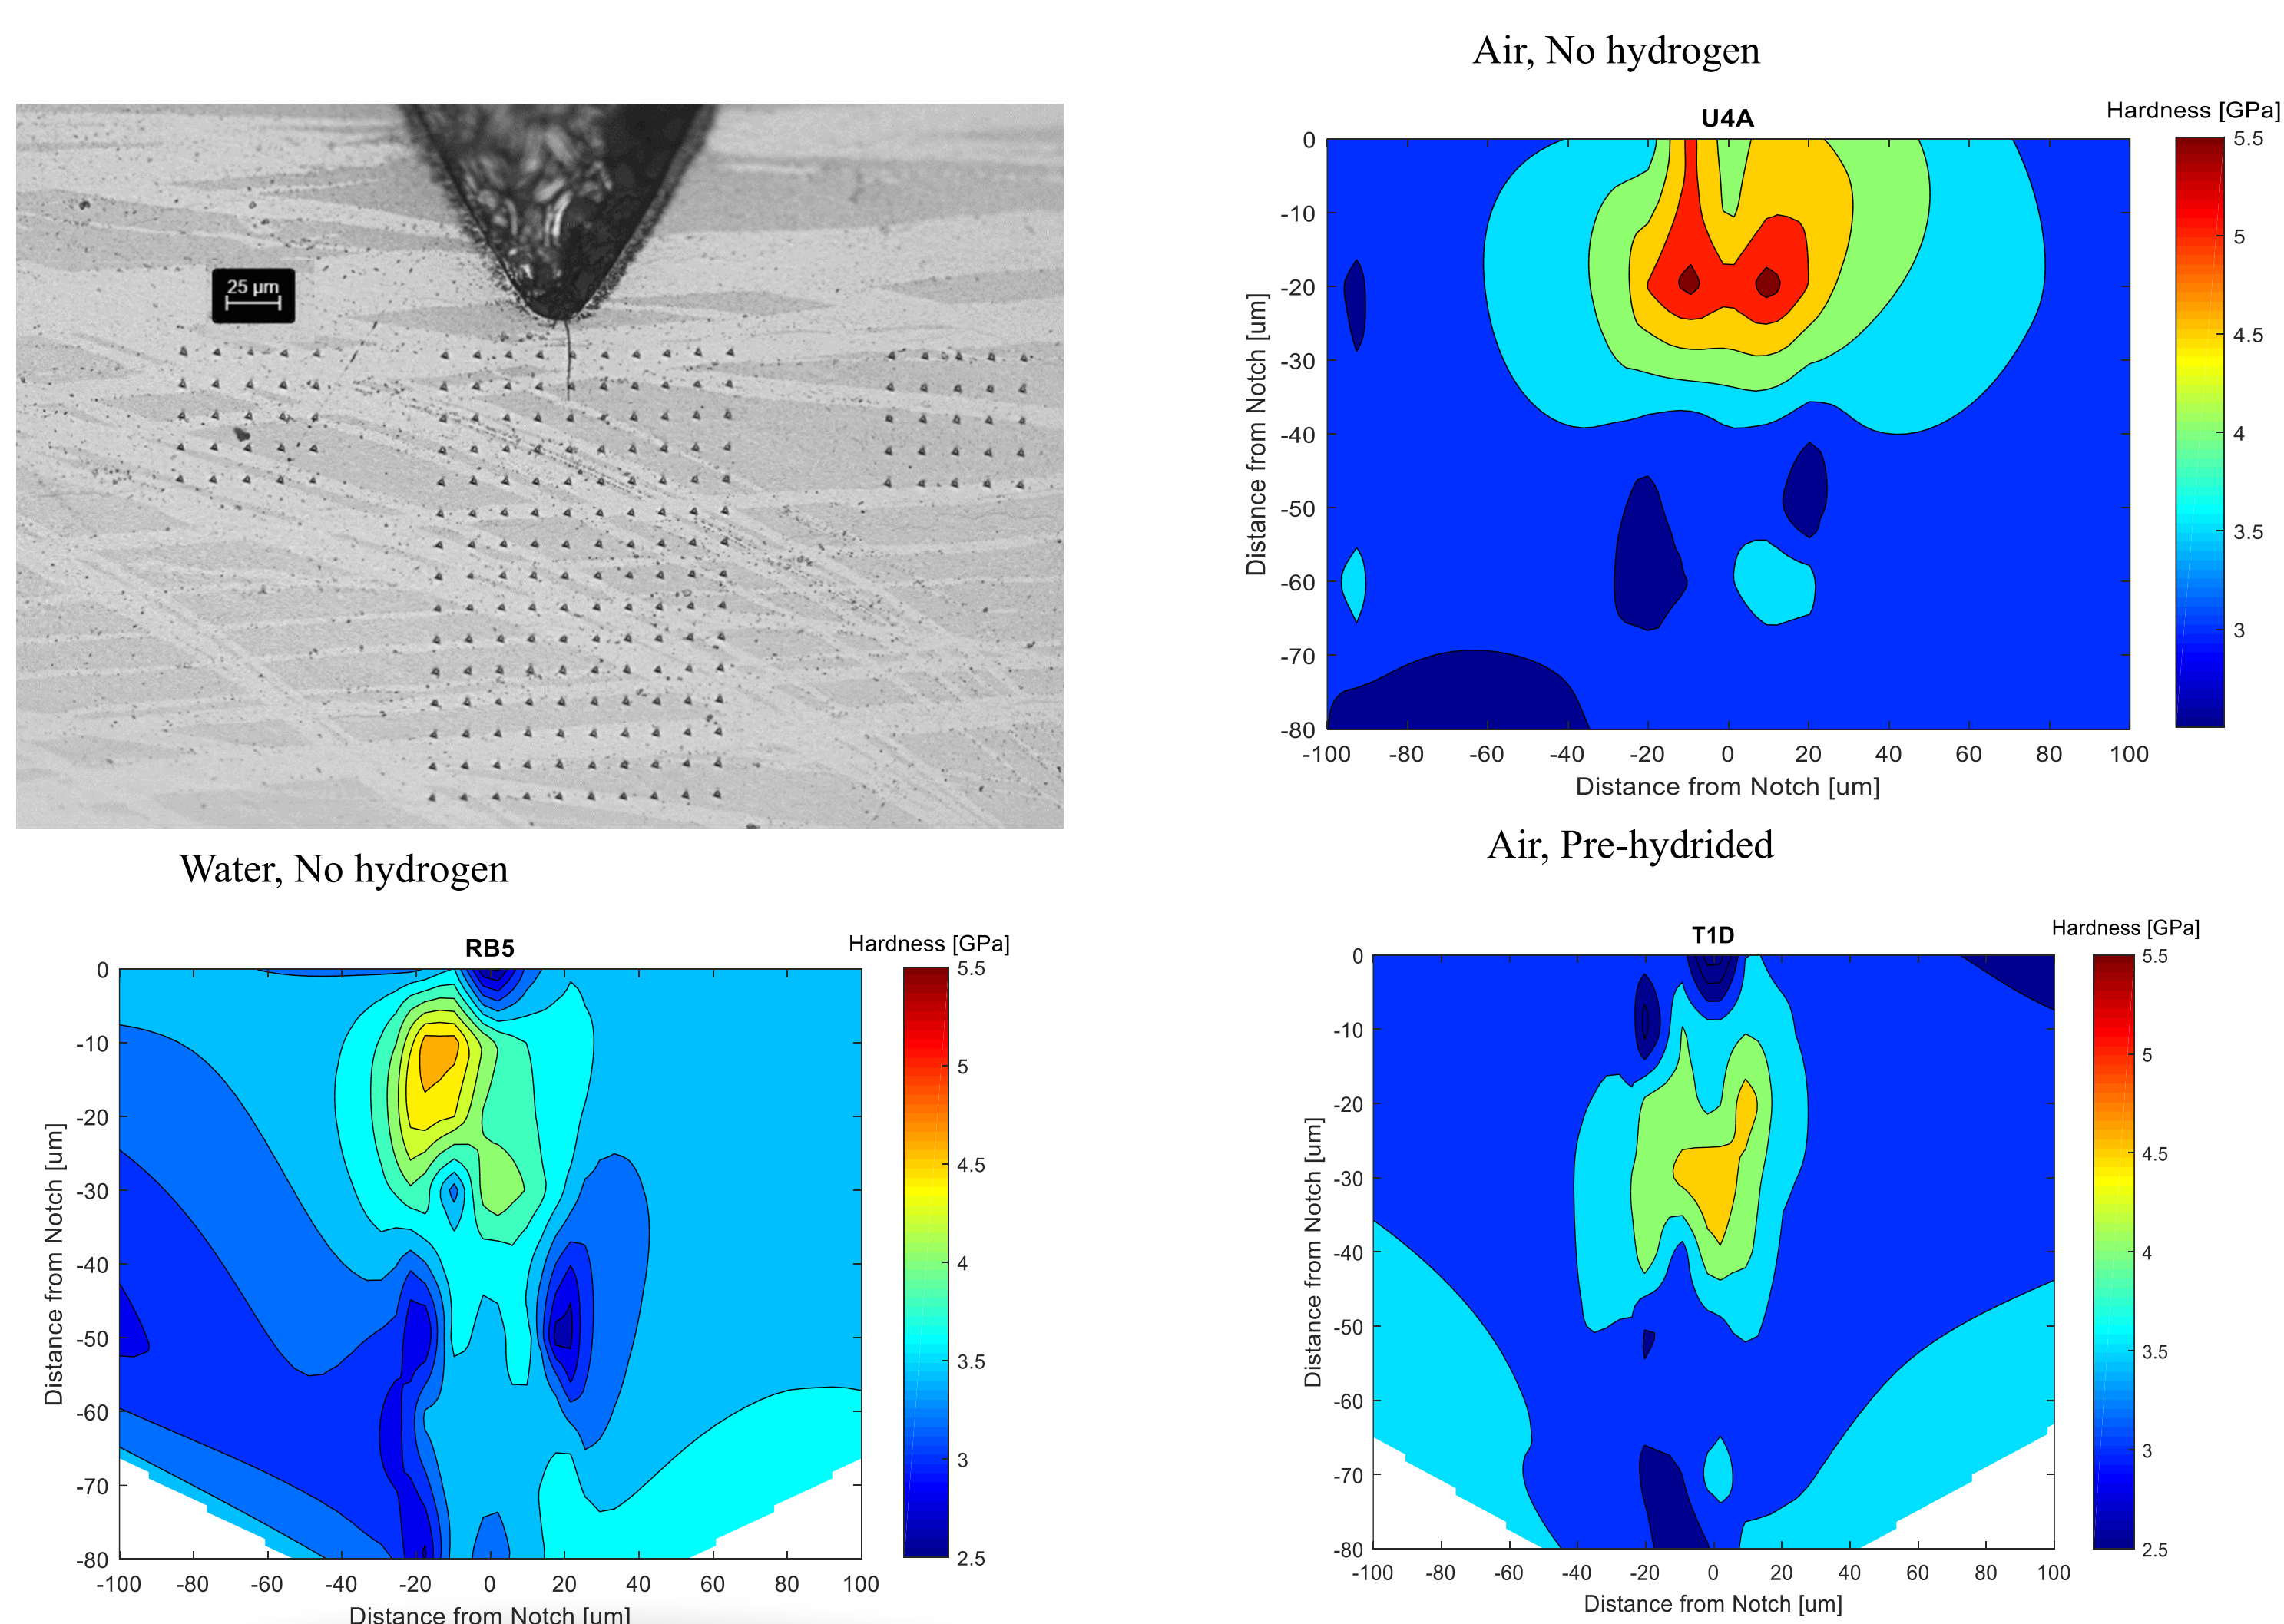 Air, No hydrogen
U4A
Hardness [GPa]
25 µm
0
-10
-20
-30
-40
-50
-60
-70
-80
Distance from Notch [um]
-100 -80 -60 -40 -20 0 20 40 60 80 100
Distance from Notch [um]
5.5
5
4.5
4
3.5
3
Water, No hydrogen
RB5
Hardness [GPa]
0
-10
-20
-30
-40
-50
-60
-70
-80
Distance from Notch [um]
-100 -80 -60 -40 -20 0 20 40 60 80 100
Distance from Notch [um]
5.5
5
4.5
4
3.5
3
2.5
Air, Pre-hydrided
T1D
Hardness [GPa]
0
-10
-20
-30
-40
-50
-60
-70
-80
Distance from Notch [um]
-100 -80 -60 -40 -20 0 20 40 60 80 100
Distance from Notch [um]
5.5
5
4.5
4
3.5
3
2.5